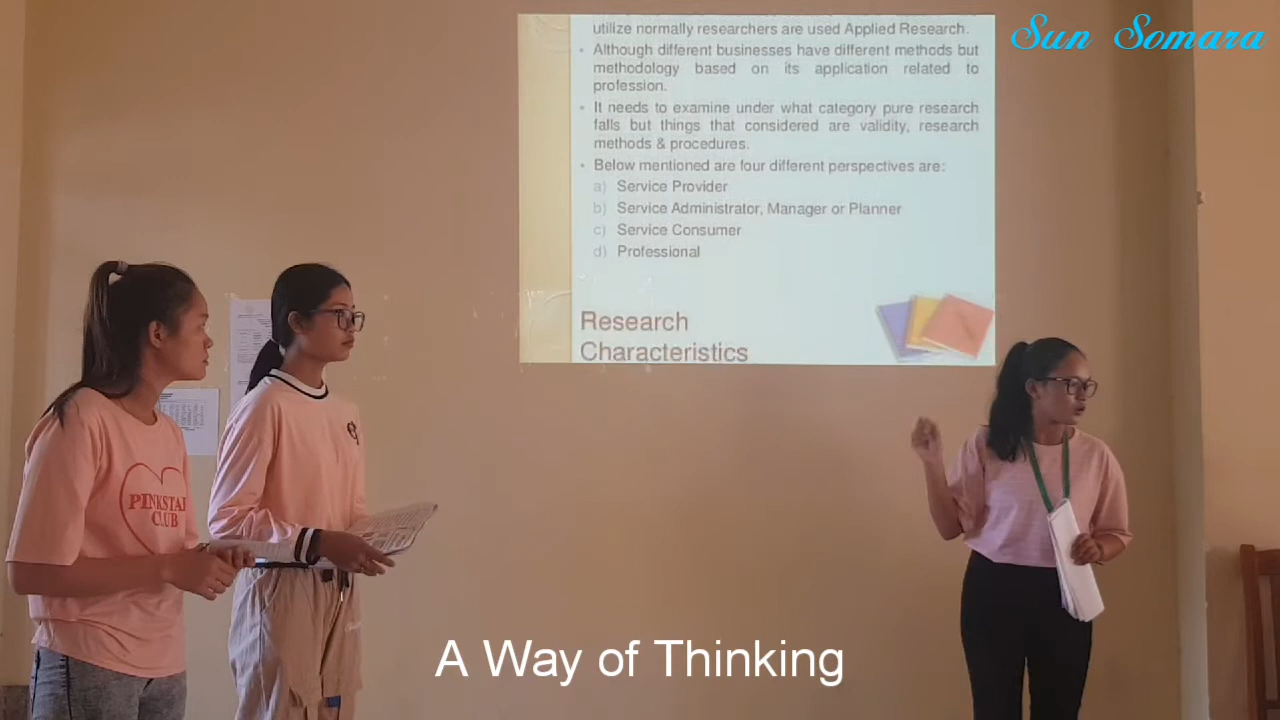 Sun Somara
utilize normally researchers are used Applied Research.
Although different businesses have different methods but
methodology based on its application related to
profession.
It needs to examine under what category pure research
falls but things that considered are validity, research
methods & procedures.
Below mentioned are four different perspectives are:
a) Service Provider
b) Service Administrator, Manager or Planner
c) Service Consumer
d) Professional
Research
Characteristics
PINKSTAR
CLUB
A Way of Thinking